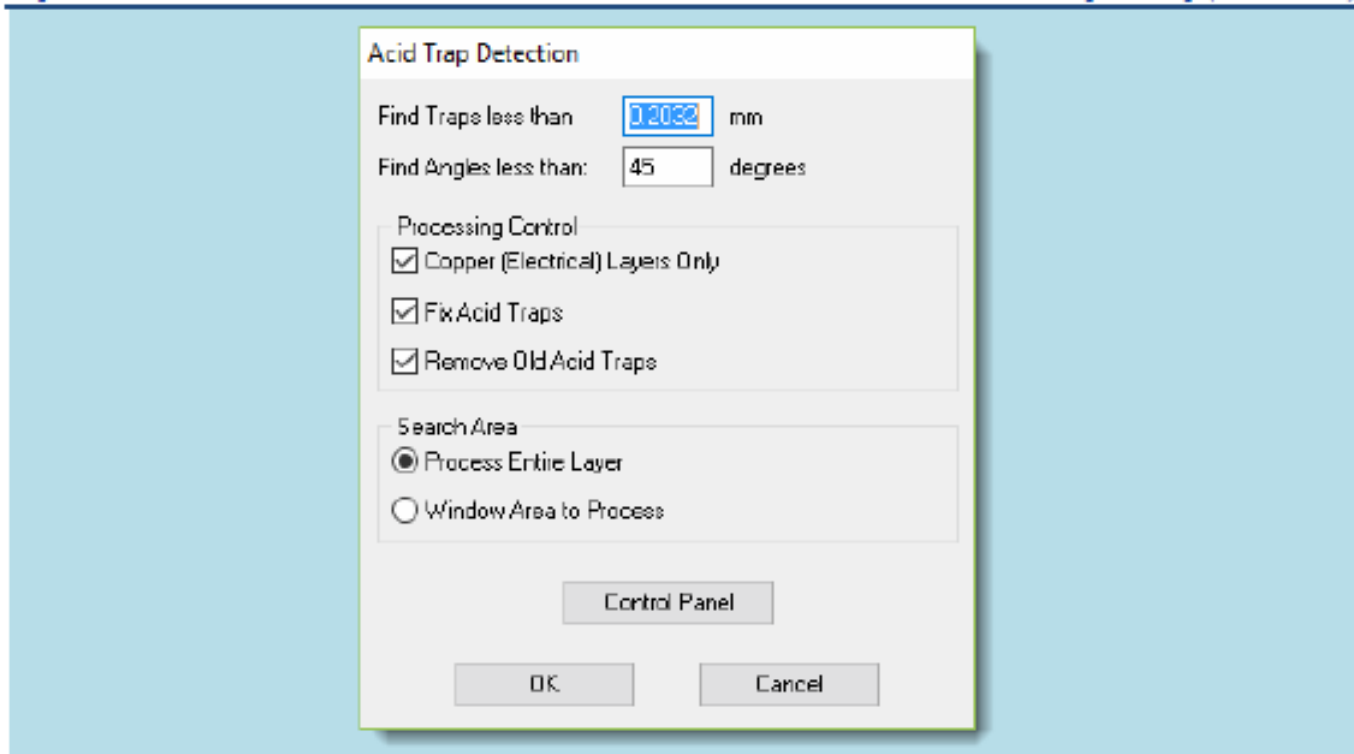 Acid Trap Detection
Find Traps less than 0.2032 mm
Find Angles less than: 45 degrees
Processing Control
Copper (Electrical) Layers Only
Fix Acid Traps
Remove Old Acid Traps
Search Area
Process Entire Layer
Window Area to Process
Control Panel
OK Cancel